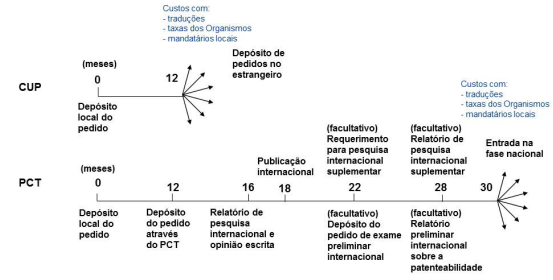 Custos com:
- traduções
- taxas dos Organismos
- mandatários locais
(meses)
0
12
Depósito de
pedidos no
estrangeiro
CUP
Depósito
local do
pedido
Custos com:
- traduções
- taxas dos Organismos
- mandatários locais
(facultativo)
Requerimento
para pesquisa
internacional
suplementar
(facultativo)
Relatório de
pesquisa
internacional
suplementar
Entrada na
fase nacional
Publicação
internacional
(meses)
PCT
0
12
16
18
22
28
30
Depósito
local do
pedido
Depósito
do pedido
através
do PCT
Relatório de
pesquisa
internacional e
opinião escrita
(facultativo)
Depósito do
pedido de exame
preliminar
internacional
(facultativo)
Relatório
preliminar
internacional
sobre a
patenteabilidade